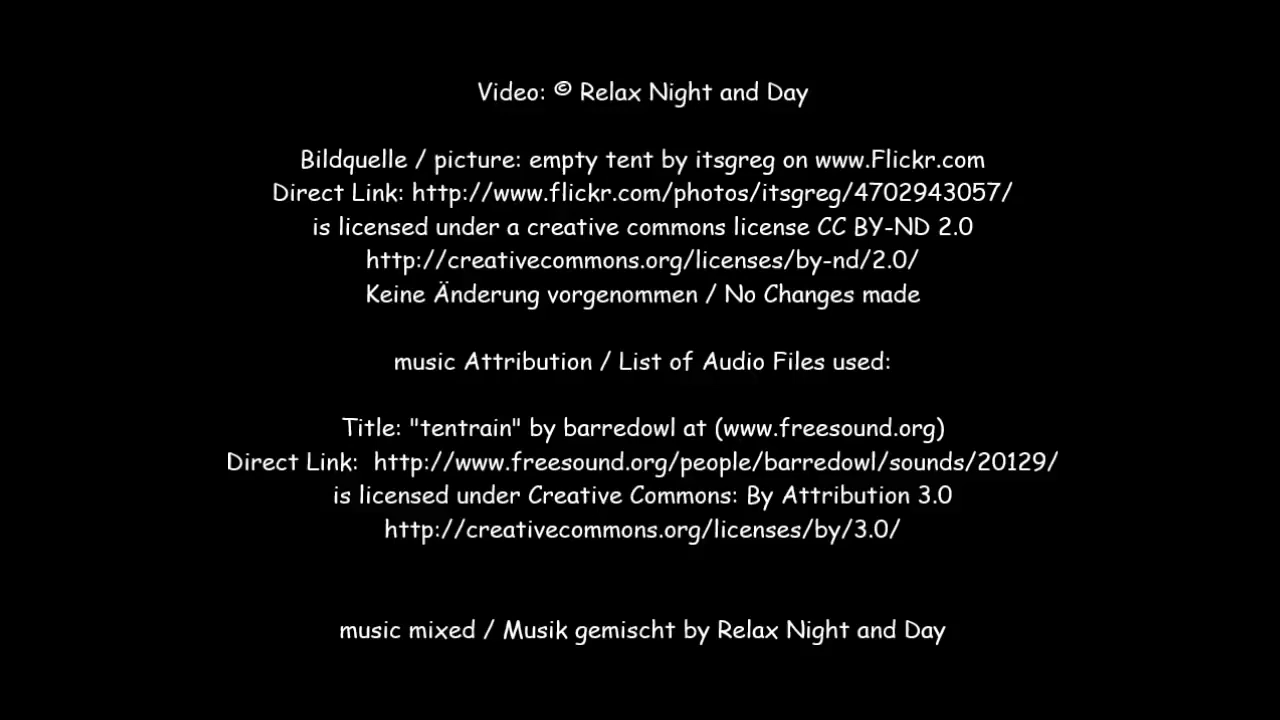 Video: © Relax Night and Day
Bildquelle / picture: empty tent by itsgreg on www.Flickr.com
Direct Link: http://www.flickr.com/photos/itsgreg/4702943057/
is licensed under a creative commons license CC BY-ND 2.0
http://creativecommons.org/licenses/by-nd/2.0/
Keine Änderung vorgenommen / No Changes made
music Attribution / List of Audio Files used:
Title: "tentrain" by barredowl at (www.freesound.org)
Direct Link:  http://www.freesound.org/people/barredowl/sounds/20129/
is licensed under Creative Commons: By Attribution 3.0
http://creativecommons.org/licenses/by/3.0/
music mixed / Musik gemischt by Relax Night and Day